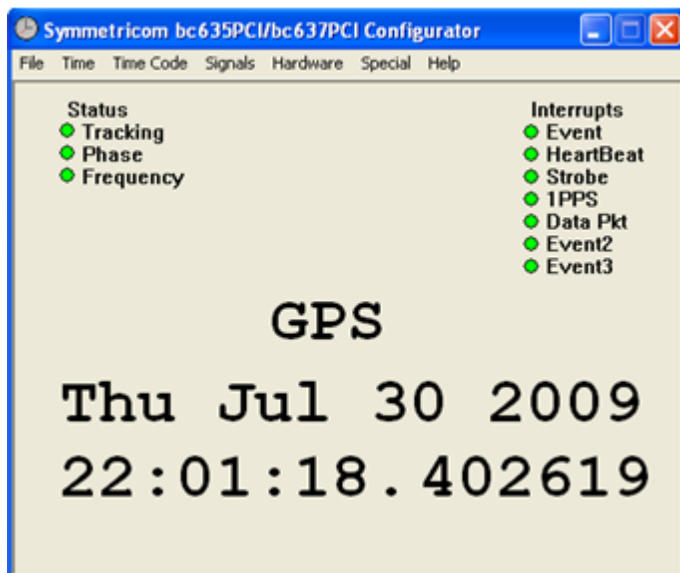 Symmetricom bc635PCI/bc637PCI Configurator
File Time Time Code Signals Hardware Special Help
Status
Tracking
Phase
Frequency
Interrupts
Event
HeartBeat
Strobe
1PPS
Data Pkt
Event2
Event3
GPS
Thu Jul 30 2009
22:01:18.402619